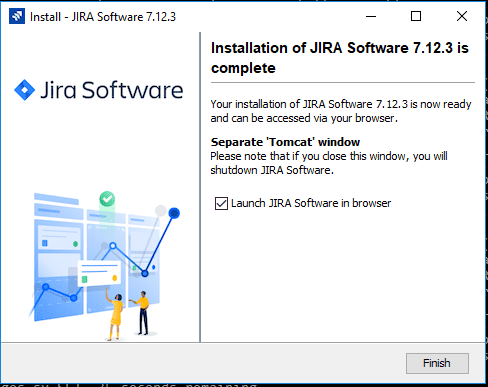 Install - JIRA Software 7.12.3
Jira Software
Installation of JIRA Software 7.12.3 is
complete
Your installation of JIRA Software 7.12.3 is now ready
and can be accessed via your browser.
Separate 'Tomcat' window
Please note that if you close this window, you will
shutdown JIRA Software.
Launch JIRA Software in browser
Finish